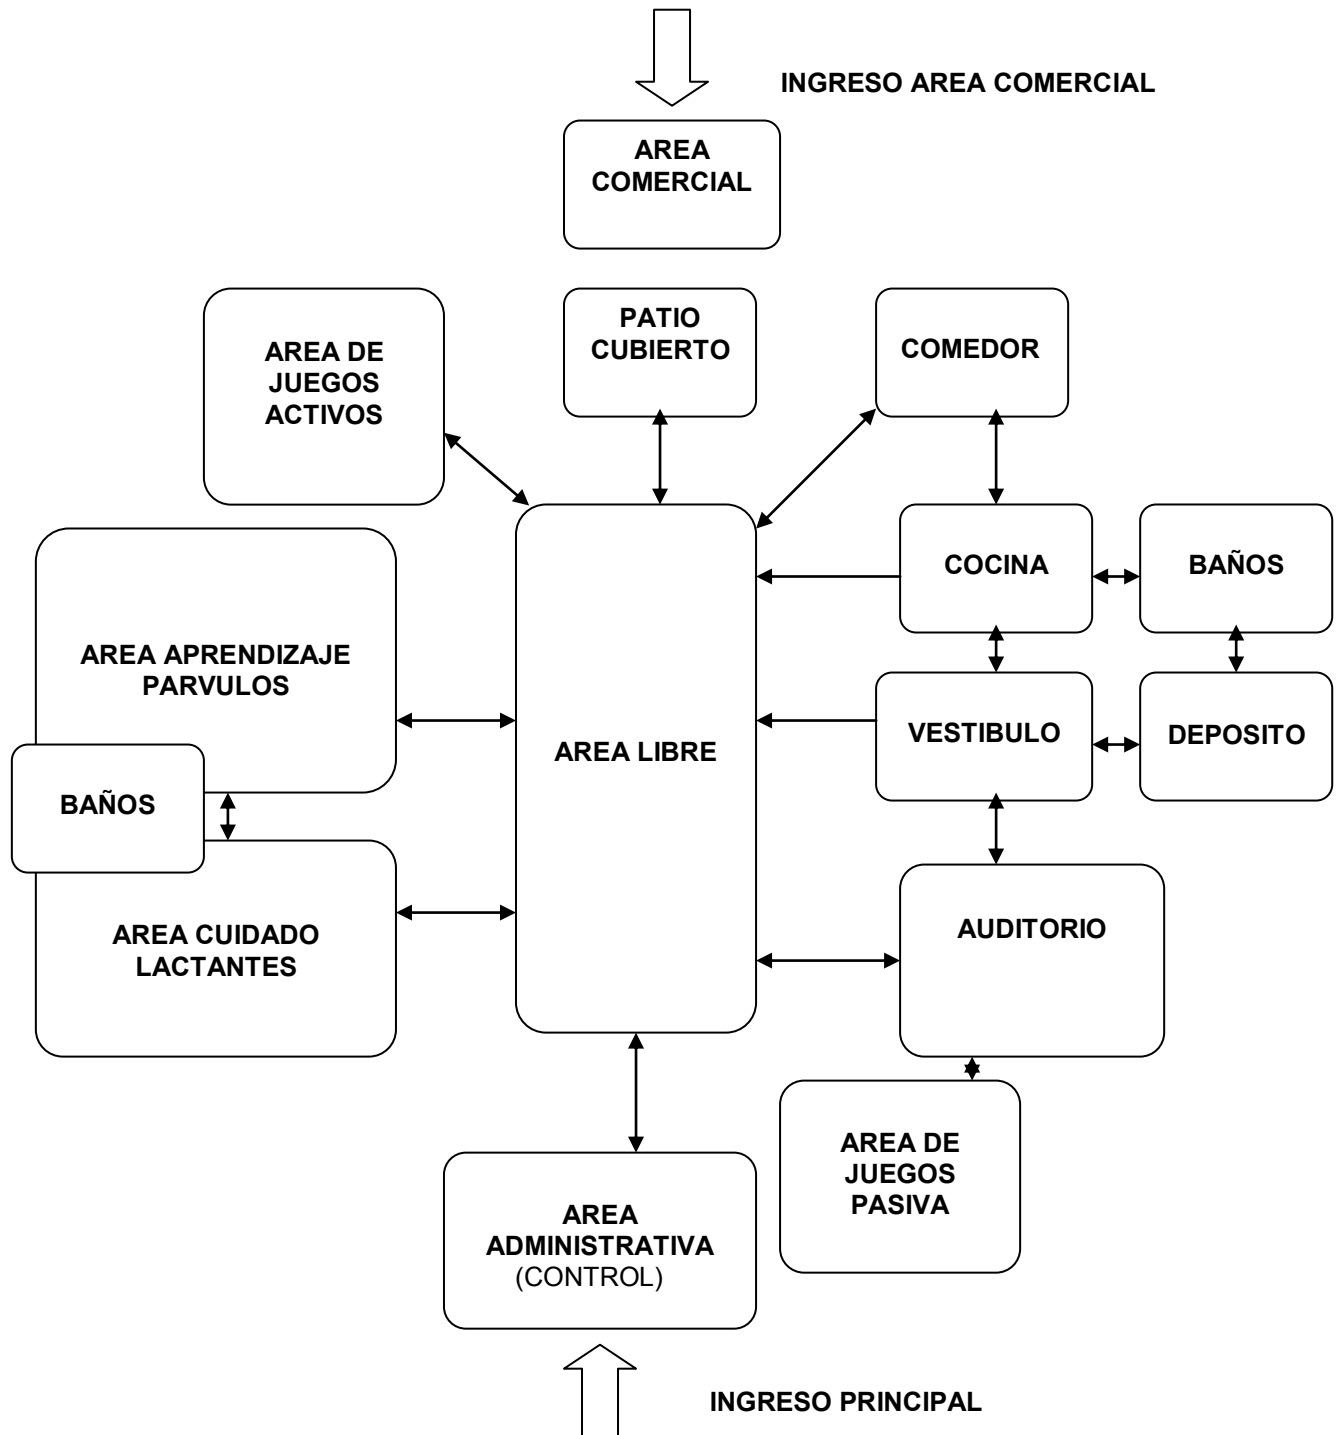 INGRESO AREA COMERCIAL
AREA
COMERCIAL
AREA DE
JUEGOS
ACTIVOS
PATIO
CUBIERTO
COMEDOR
COCINA
BAÑOS
AREA APRENDIZAJE
PARVULOS
AREA LIBRE
VESTIBULO
DEPOSITO
BAÑOS
AREA CUIDADO
LACTANTES
AUDITORIO
AREA DE
JUEGOS
PASIVA
AREA
ADMINISTRATIVA
(CONTROL)
INGRESO PRINCIPAL